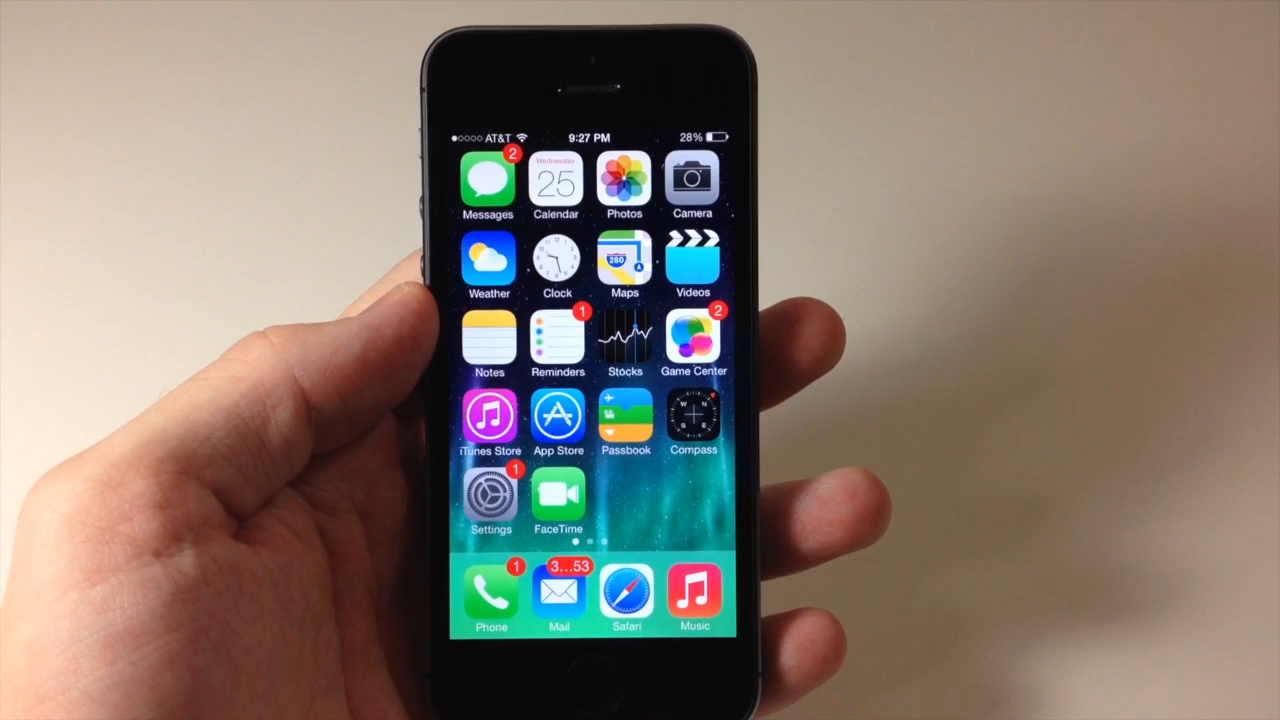 AT&T 9:27 PM 28%
2 Wednesday
25
Messages Calendar Photos Camera
280
Weather Clock Maps Videos
1 2
Notes Reminders Stocks Game Center
W N
S E
iTunes Store App Store Passbook Compass
1
Settings FaceTime
1 3...53
Phone Mail Safari Music